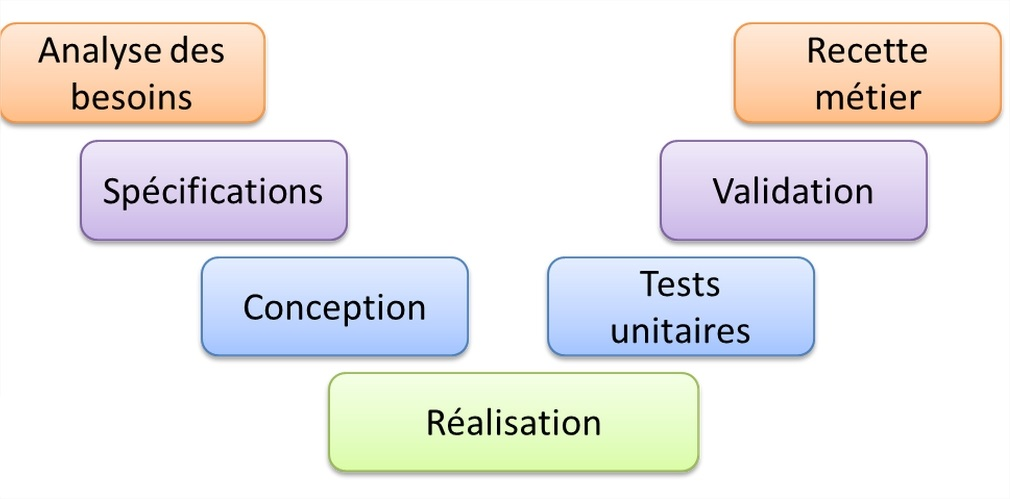 Analyse des
besoins
Recette
métier
Spécifications
Validation
Conception
Tests
unitaires
Réalisation